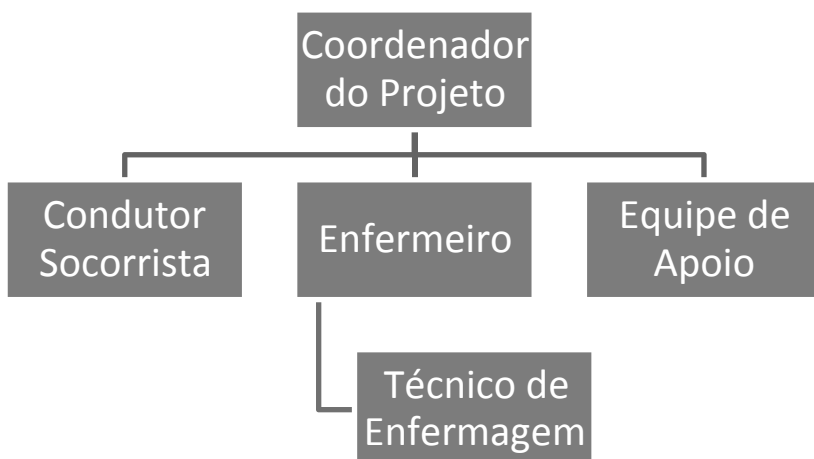 Coordenador
do Projeto
Condutor
Socorrista
Enfermeiro
Equipe de
Apoio
Técnico de
Enfermagem